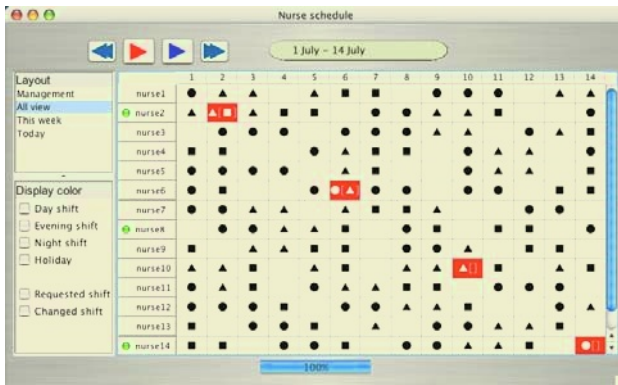 Nurse schedule
1 July - 14 July
Layout
Management
All view
This week
Today
Display color
Day shift
Evening shift
Night shift
Holiday
Requested shift
Changed shift
1 2 3 4 5 6 7 8 9 10 11 12 13 14
nurse1
nurse2
nurse3
nurse4
nurse5
nurse6
nurse7
nurse8
nurse9
nurse10
nurse11
nurse12
nurse13
nurse14
100%